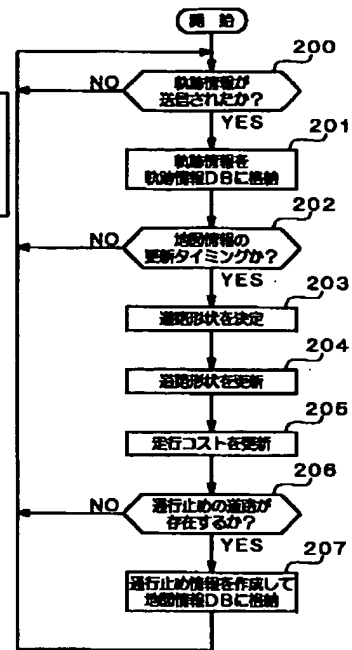 開 始
200
軌跡情報が
送信されたか?
NO
YES
201
軌跡情報を
軌跡情報DBに格納
202
地図情報の
更新タイミングか?
NO
YES
203
道路形状を決定
204
道路形状を更新
205
走行コストを更新
206
通行止めの道路が
存在するか?
NO
YES
207
通行止め情報を作成して
地図情報DBに格納